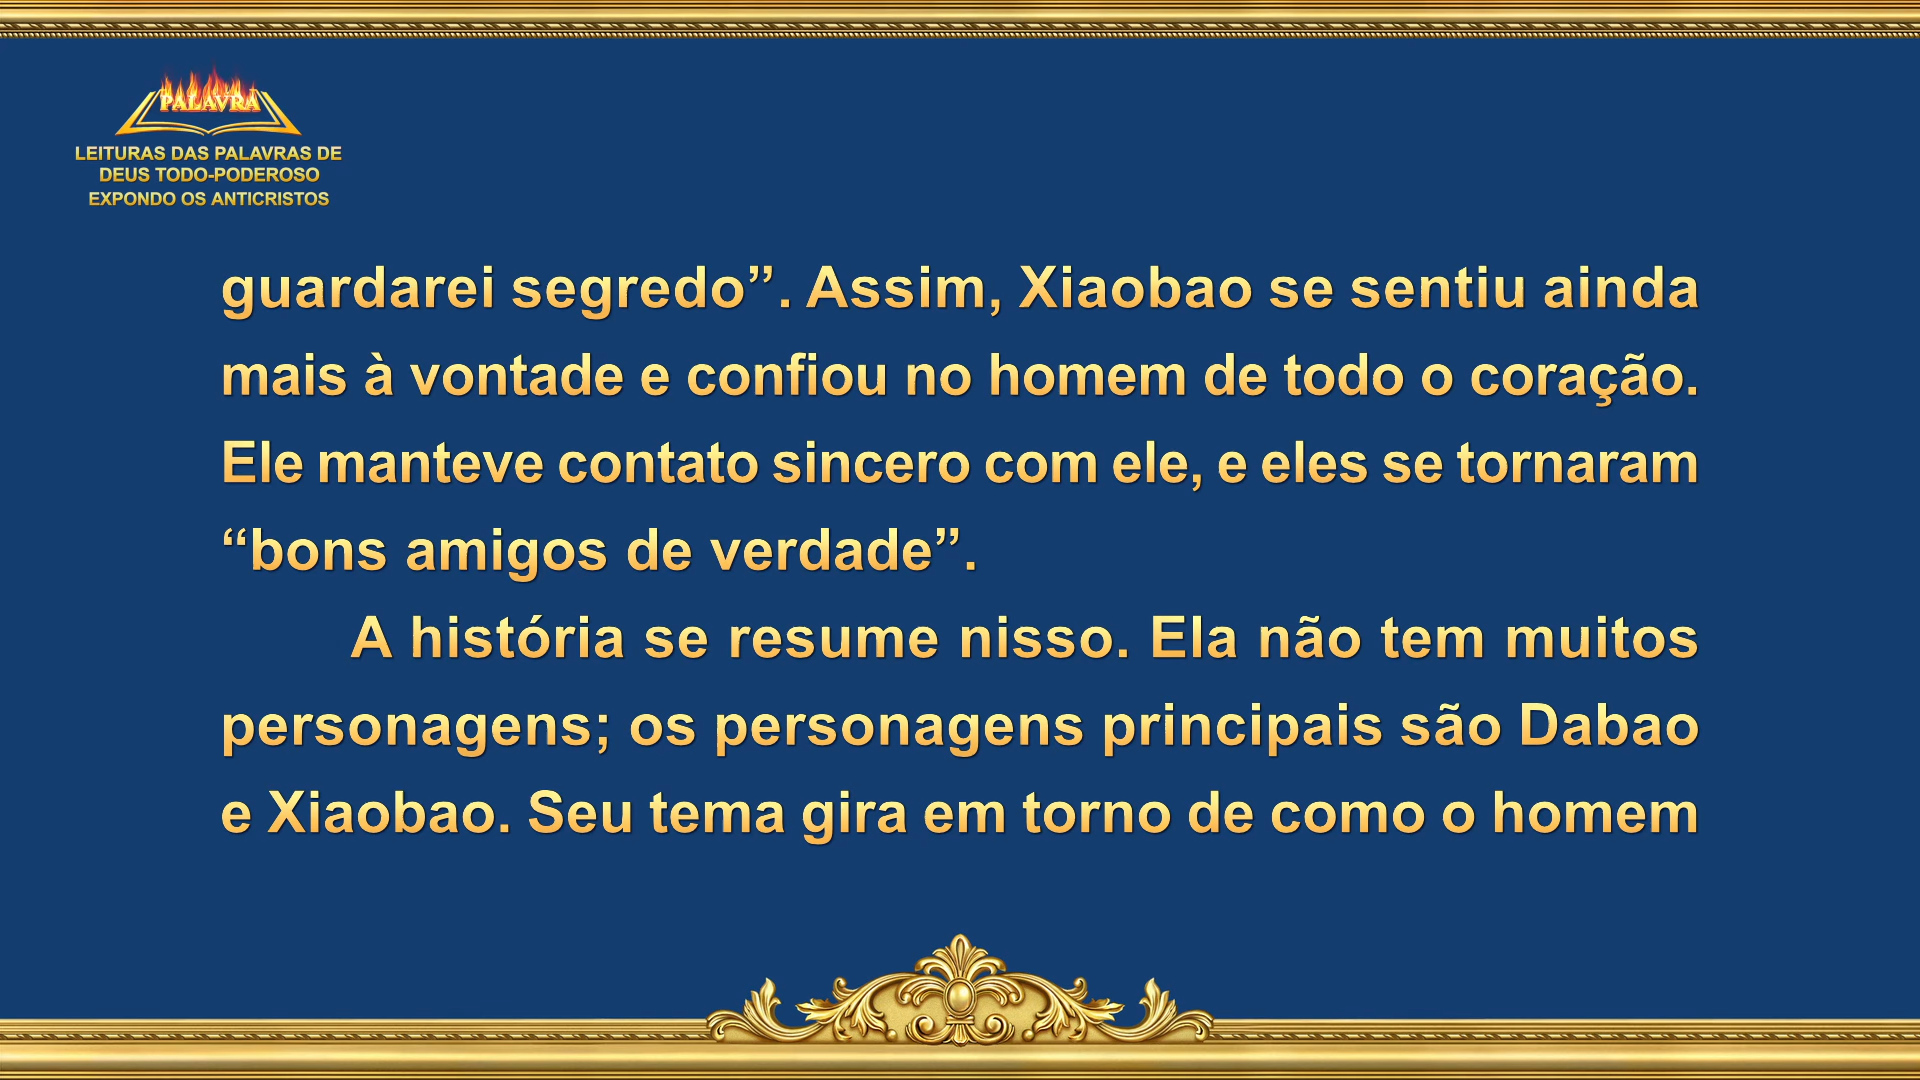 PALAVRA
LEITURAS DAS PALAVRAS DE
DEUS TODO-PODEROSO
EXPONDO OS ANTICRISTOS
guardarei segredo”. Assim, Xiaobao se sentiu ainda
mais à vontade e confiou no homem de todo o coração.
Ele manteve contato sincero com ele, e eles se tornaram
“bons amigos de verdade”.
A história se resume nisso. Ela não tem muitos
personagens; os personagens principais são Dabao
e Xiaobao. Seu tema gira em torno de como o homem